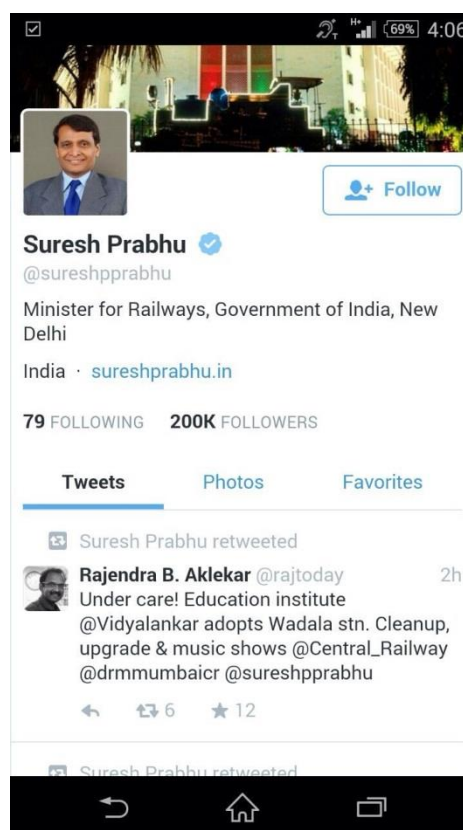 69% 4:06
Follow
Suresh Prabhu
@sureshpprabhu
Minister for Railways, Government of India, New
Delhi
India · sureshprabhu.in
79 FOLLOWING 200K FOLLOWERS
Tweets Photos Favorites
Suresh Prabhu retweeted
Rajendra B. Aklekar @rajtoday 2h
Under care! Education institute
@Vidyalankar adopts Wadala stn. Cleanup,
upgrade & music shows @Central_Railway
@drmmumbaicr @sureshpprabhu
6 12
Suresh Prabhu retweeted